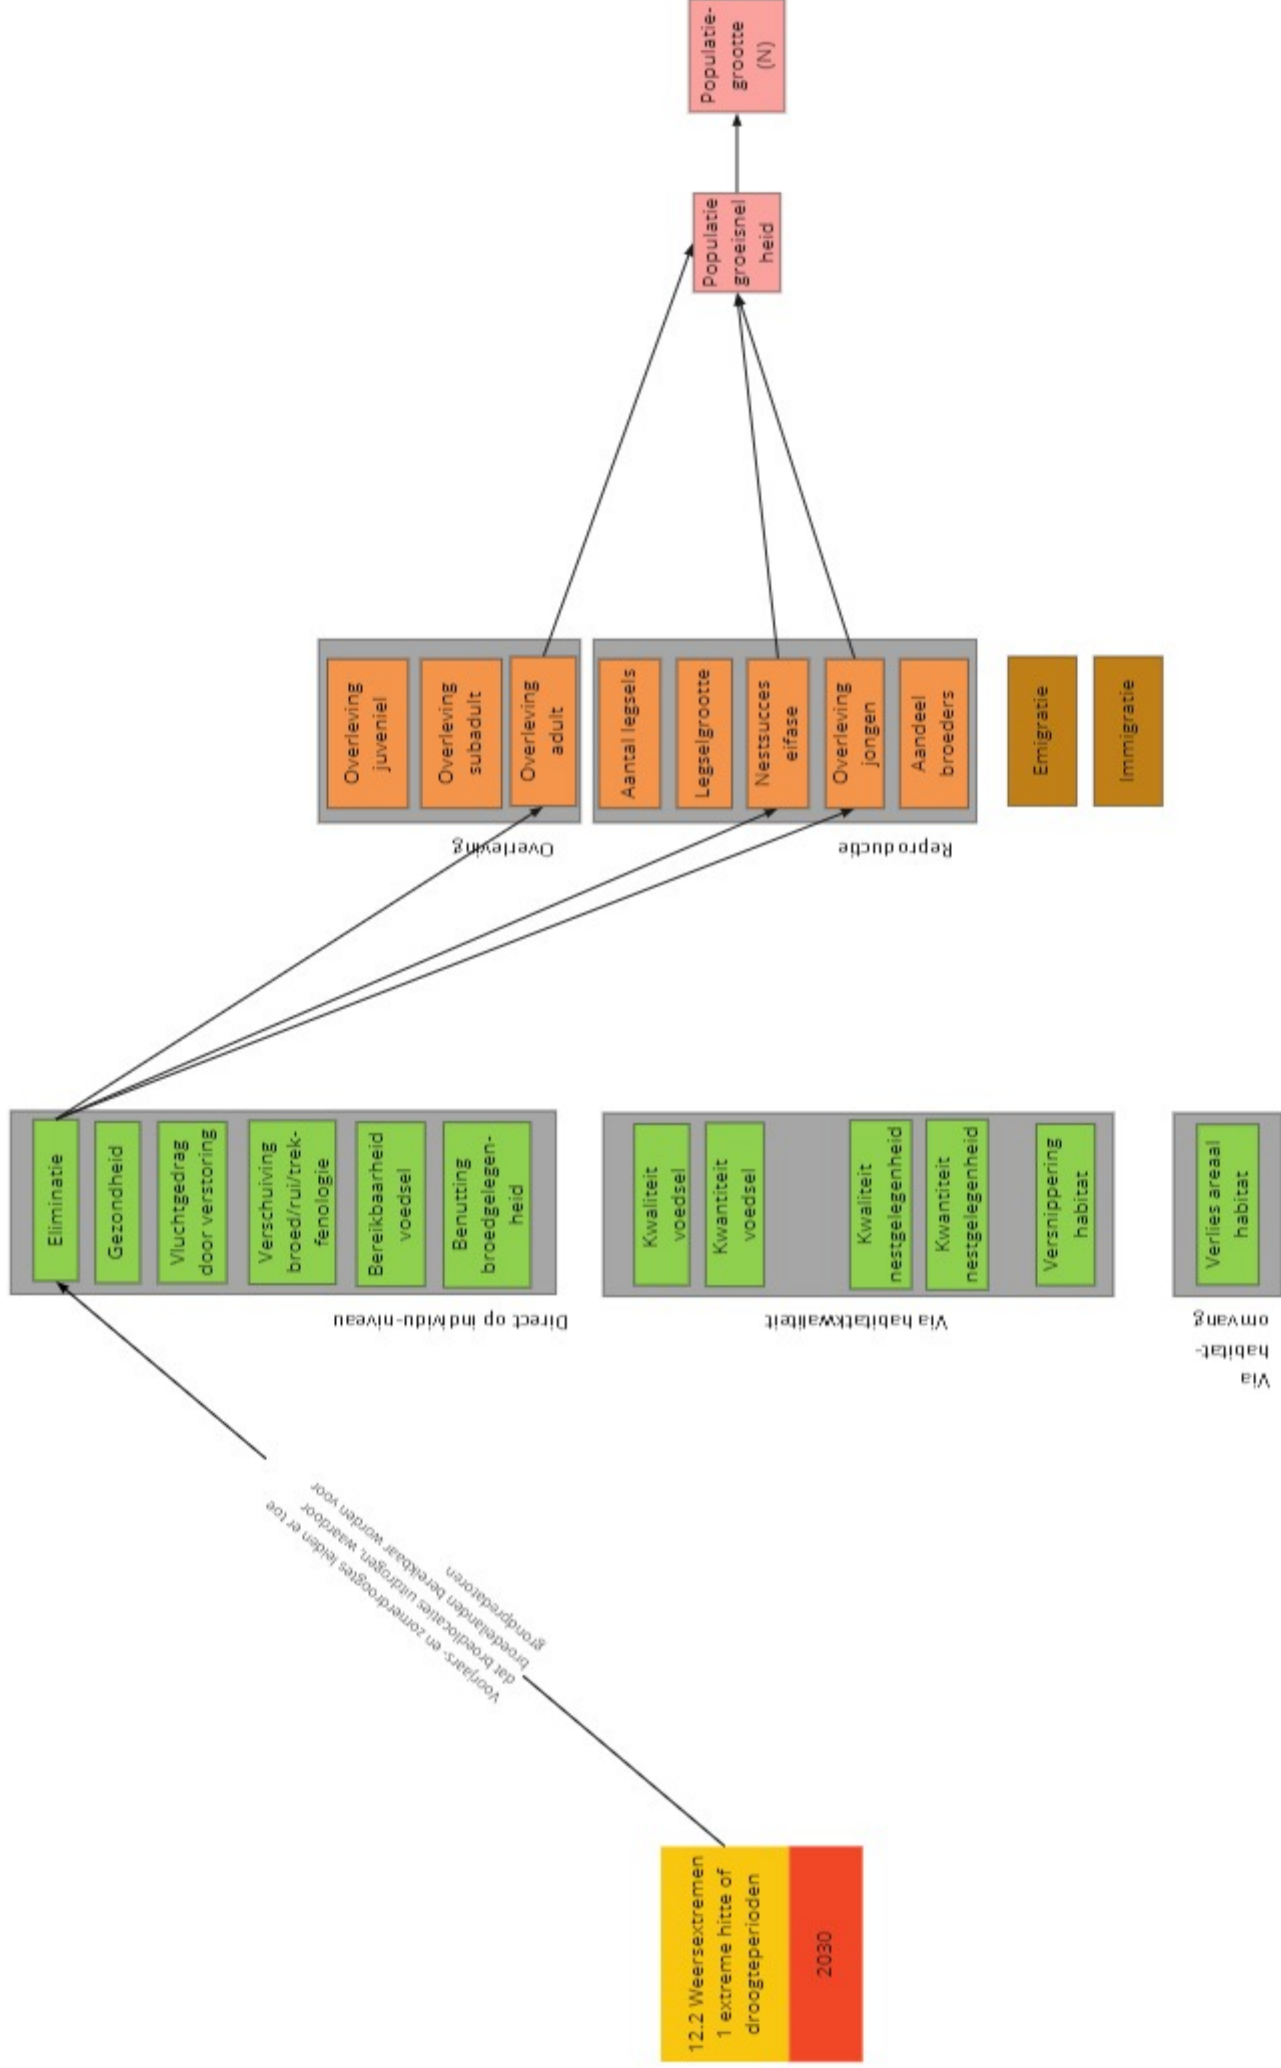 12.2 Weersextremen
1 extreme hitte of
droogteperioden
2030
Voorjaars- en zomerdroogtes leiden er toe
dat broedlocaties uitdrogen, waardoor
broedeilanden bereikbaar worden voor
grondpredatoren
Direct op individu-niveau
Eliminatie
Gezondheid
Vluchtgedrag
door verstoring
Verschuiving
broed/rui/trek-
fenologie
Bereikbaarheid
voedsel
Benutting
broedgelegen-
heid
Via habitatkwaliteit
Kwaliteit
voedsel
Kwantiteit
voedsel
Kwaliteit
nestgelegenheid
Kwantiteit
nestgelegenheid
Versnippering
habitat
Via
habitat-
omvang
Verlies areaal
habitat
Overleving
Overleving
juveniel
Overleving
subadult
Overleving
adult
Reproductie
Aantal legsels
Legselgrootte
Nestsucces
eifase
Overleving
jongen
Aandeel
broeders
Emigratie
Immigratie
Populatie
groeisnel
heid
Populatie-
grootte
(N)